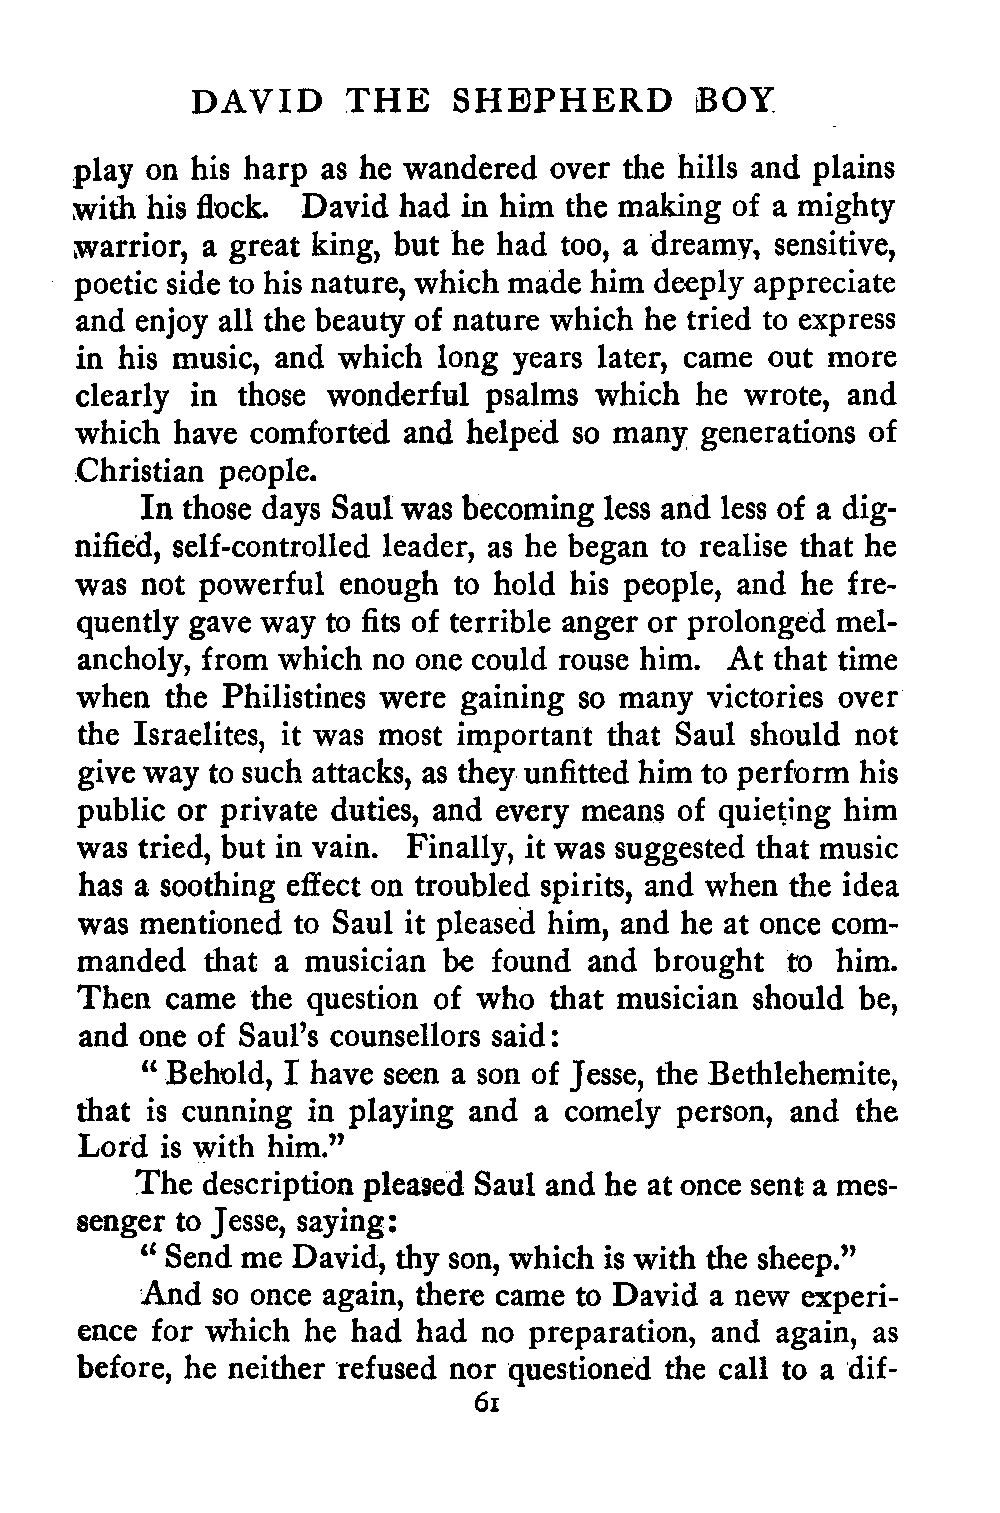 DAVID THE SHEPHERD BOY
play on his harp as he wandered over the hills and plains
with his flock. David had in him the making of a mighty
warrior, a great king, but he had too, a dreamy, sensitive,
poetic side to his nature, which made him deeply appreciate
and enjoy all the beauty of nature which he tried to express
in his music, and which long years later, came out more
clearly in those wonderful psalms which he wrote, and
which have comforted and helped so many generations of
Christian people.
In those days Saul was becoming less and less of a dig-
nified, self-controlled leader, as he began to realise that he
was not powerful enough to hold his people, and he fre-
quently gave way to fits of terrible anger or prolonged mel-
ancholy, from which no one could rouse him. At that time
when the Philistines were gaining so many victories over
the Israelites, it was most important that Saul should not
give way to such attacks, as they unfitted him to perform his
public or private duties, and every means of quieting him
was tried, but in vain. Finally, it was suggested that music
has a soothing effect on troubled spirits, and when the idea
was mentioned to Saul it pleased him, and he at once com-
manded that a musician be found and brought to him.
Then came the question of who that musician should be,
and one of Saul's counsellors said:
“ Behold, I have seen a son of Jesse, the Bethlehemite,
that is cunning in playing and a comely person, and the
Lord is with him.”
The description pleased Saul and he at once sent a mes-
senger to Jesse, saying:
“ Send me David, thy son, which is with the sheep.”
And so once again, there came to David a new experi-
ence for which he had had no preparation, and again, as
before, he neither refused nor questioned the call to a dif-
61